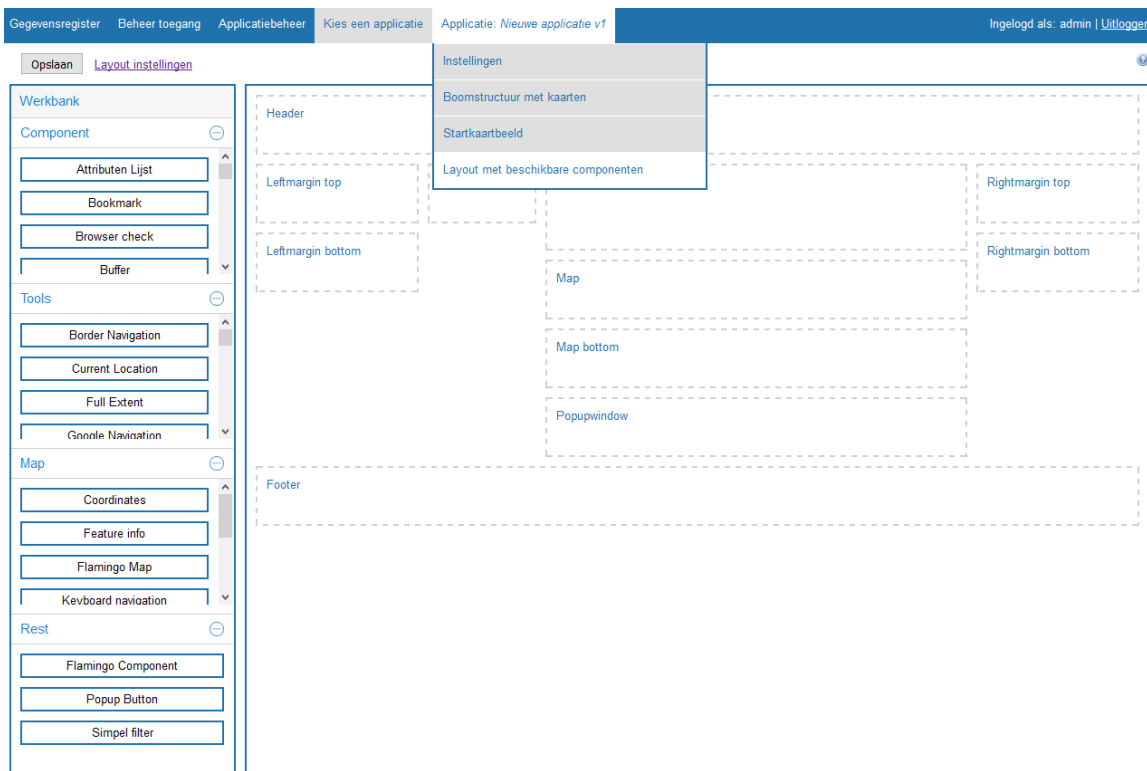 Gegevensregister Beheer toegang Applicatiebeheer Kies een applicatie Applicatie: Nieuwe applicatie v1 Ingelogd als: admin | Uitloggen
Opslaan Layout instellingen
Instellingen
Boomstructuur met kaarten
Startkaartbeeld
Layout met beschikbare componenten
Werkbank
Component
Attributen Lijst
Bookmark
Browser check
Buffer
Tools
Border Navigation
Current Location
Full Extent
Google Navigation
Map
Coordinates
Feature info
Flamingo Map
Keyboard navigation
Rest
Flamingo Component
Popup Button
Simpel filter
Header
Leftmargin top
Rightmargin top
Leftmargin bottom
Rightmargin bottom
Map
Map bottom
Popupwindow
Footer